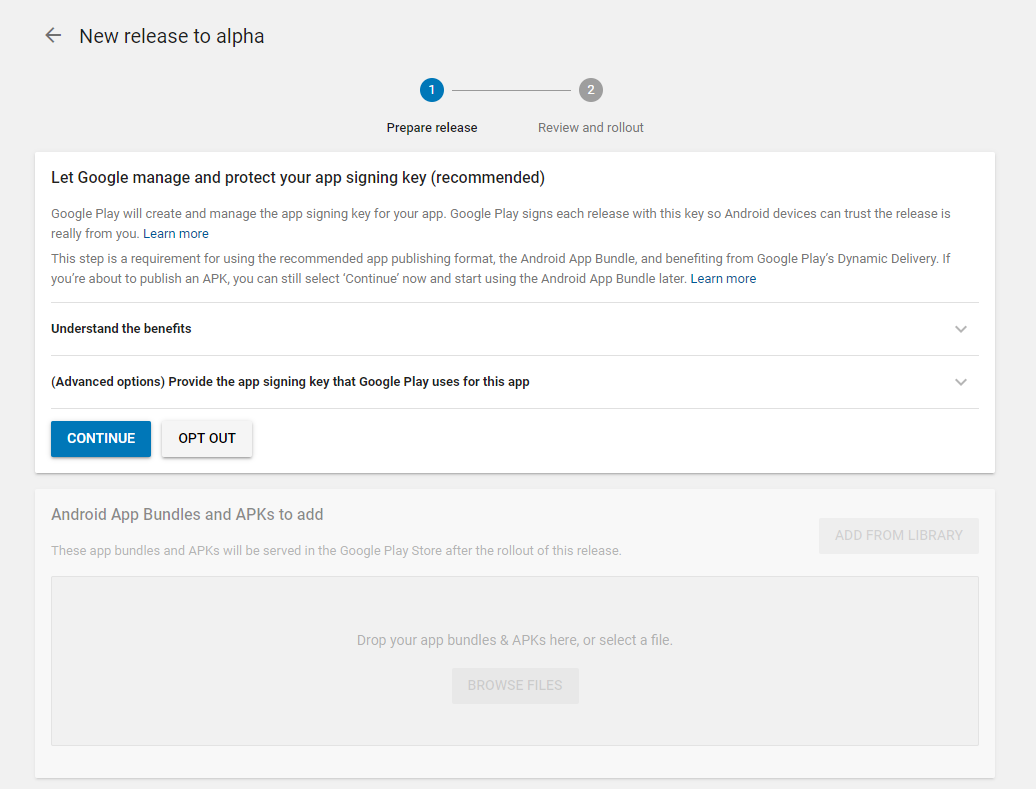 New release to alpha
1
2
Prepare release
Review and rollout
Let Google manage and protect your app signing key (recommended)
Google Play will create and manage the app signing key for your app. Google Play signs each release with this key so Android devices can trust the release is
really from you. Learn more
This step is a requirement for using the recommended app publishing format, the Android App Bundle, and benefiting from Google Play’s Dynamic Delivery. If
you’re about to publish an APK, you can still select ‘Continue’ now and start using the Android App Bundle later. Learn more
Understand the benefits
(Advanced options) Provide the app signing key that Google Play uses for this app
CONTINUE
OPT OUT
Android App Bundles and APKs to add
ADD FROM LIBRARY
These app bundles and APKs will be served in the Google Play Store after the rollout of this release.
Drop your app bundles & APKs here, or select a file.
BROWSE FILES